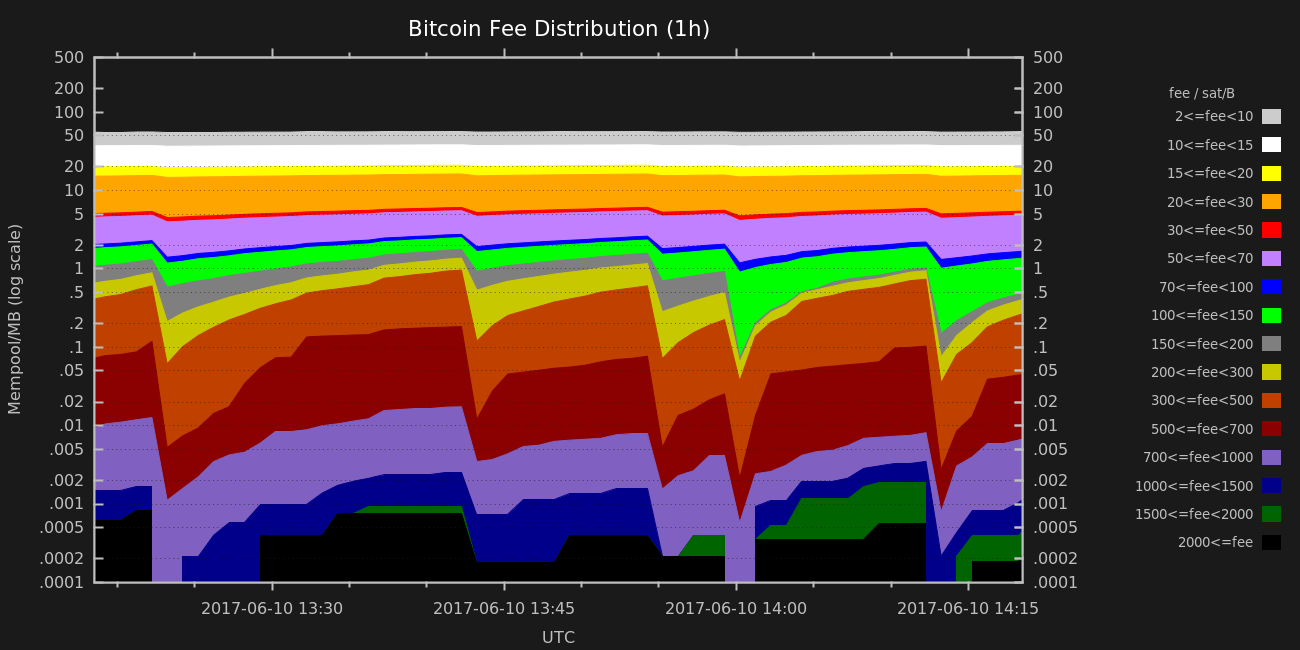 Bitcoin Fee Distribution (1h)
500 500
200 200
100 100
50 50
20 20
10 10
5 5
2 2
1 1
.5 .5
.2 .2
.1 .1
.05 .05
.02 .02
.01 .01
.005 .005
.002 .002
.001 .001
.0005 .0005
.0002 .0002
.0001 .0001
Mempool/MB (log scale)
2017-06-10 13:30 2017-06-10 13:45 2017-06-10 14:00 2017-06-10 14:15
UTC
fee / sat/B
2<=fee<10
10<=fee<15
15<=fee<20
20<=fee<30
30<=fee<50
50<=fee<70
70<=fee<100
100<=fee<150
150<=fee<200
200<=fee<300
300<=fee<500
500<=fee<700
700<=fee<1000
1000<=fee<1500
1500<=fee<2000
2000<=fee